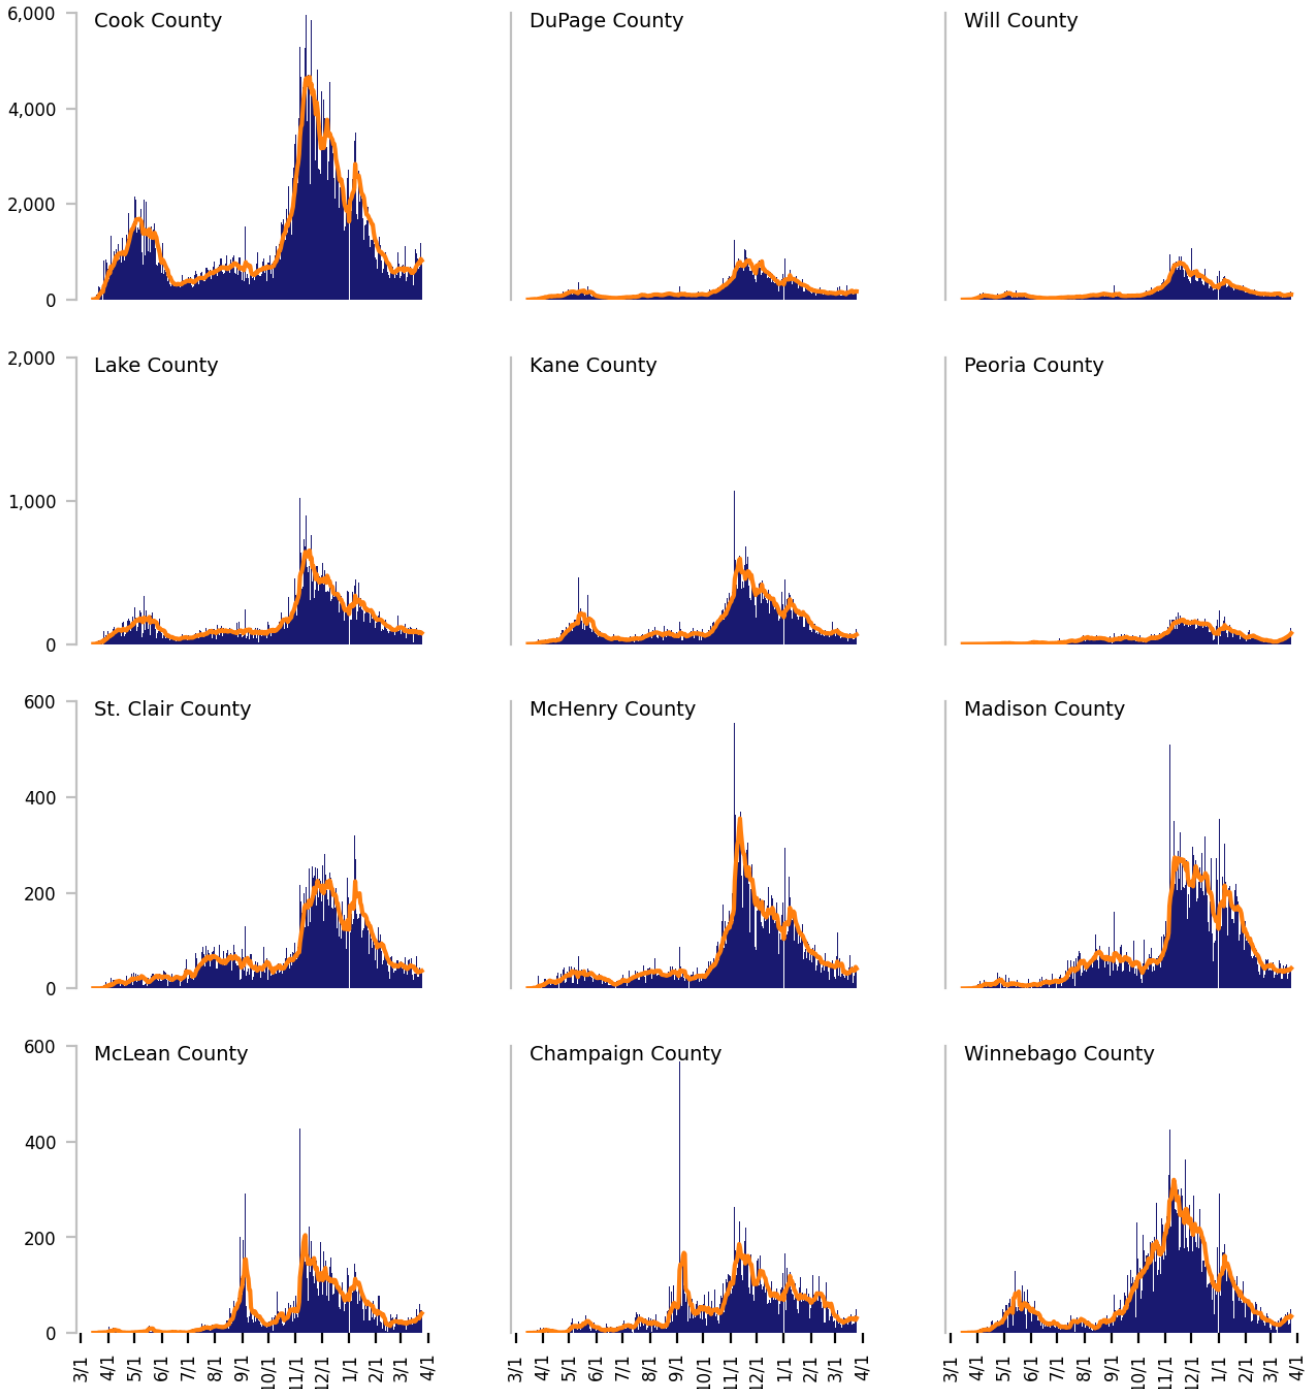 6,000
Cook County
DuPage County
Will County
4,000
2,000
0
2,000
Lake County
Kane County
Peoria County
1,000
0
600
St. Clair County
McHenry County
Madison County
400
200
0
600
McLean County
Champaign County
Winnebago County
400
200
0
3/1 4/1 5/1 6/1 7/1 8/1 9/1 10/1 11/1 12/1 1/1 2/1 3/1 4/1
3/1 4/1 5/1 6/1 7/1 8/1 9/1 10/1 11/1 12/1 1/1 2/1 3/1 4/1
3/1 4/1 5/1 6/1 7/1 8/1 9/1 10/1 11/1 12/1 1/1 2/1 3/1 4/1